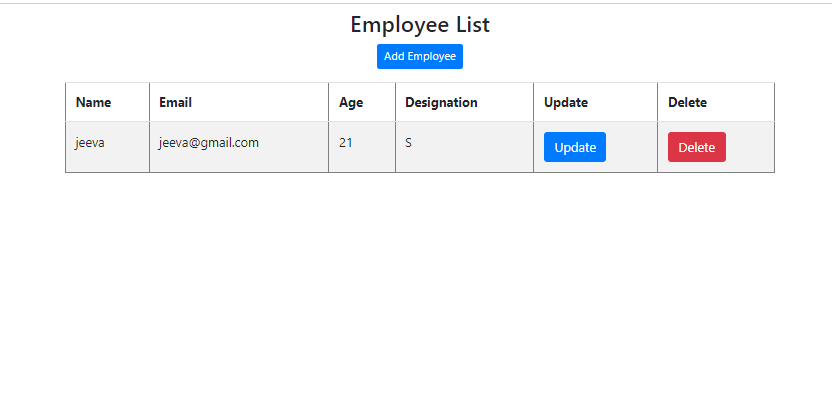 Employee List
Add Employee
Name Email Age Designation Update Delete
jeeva jeeva@gmail.com 21 S Update Delete